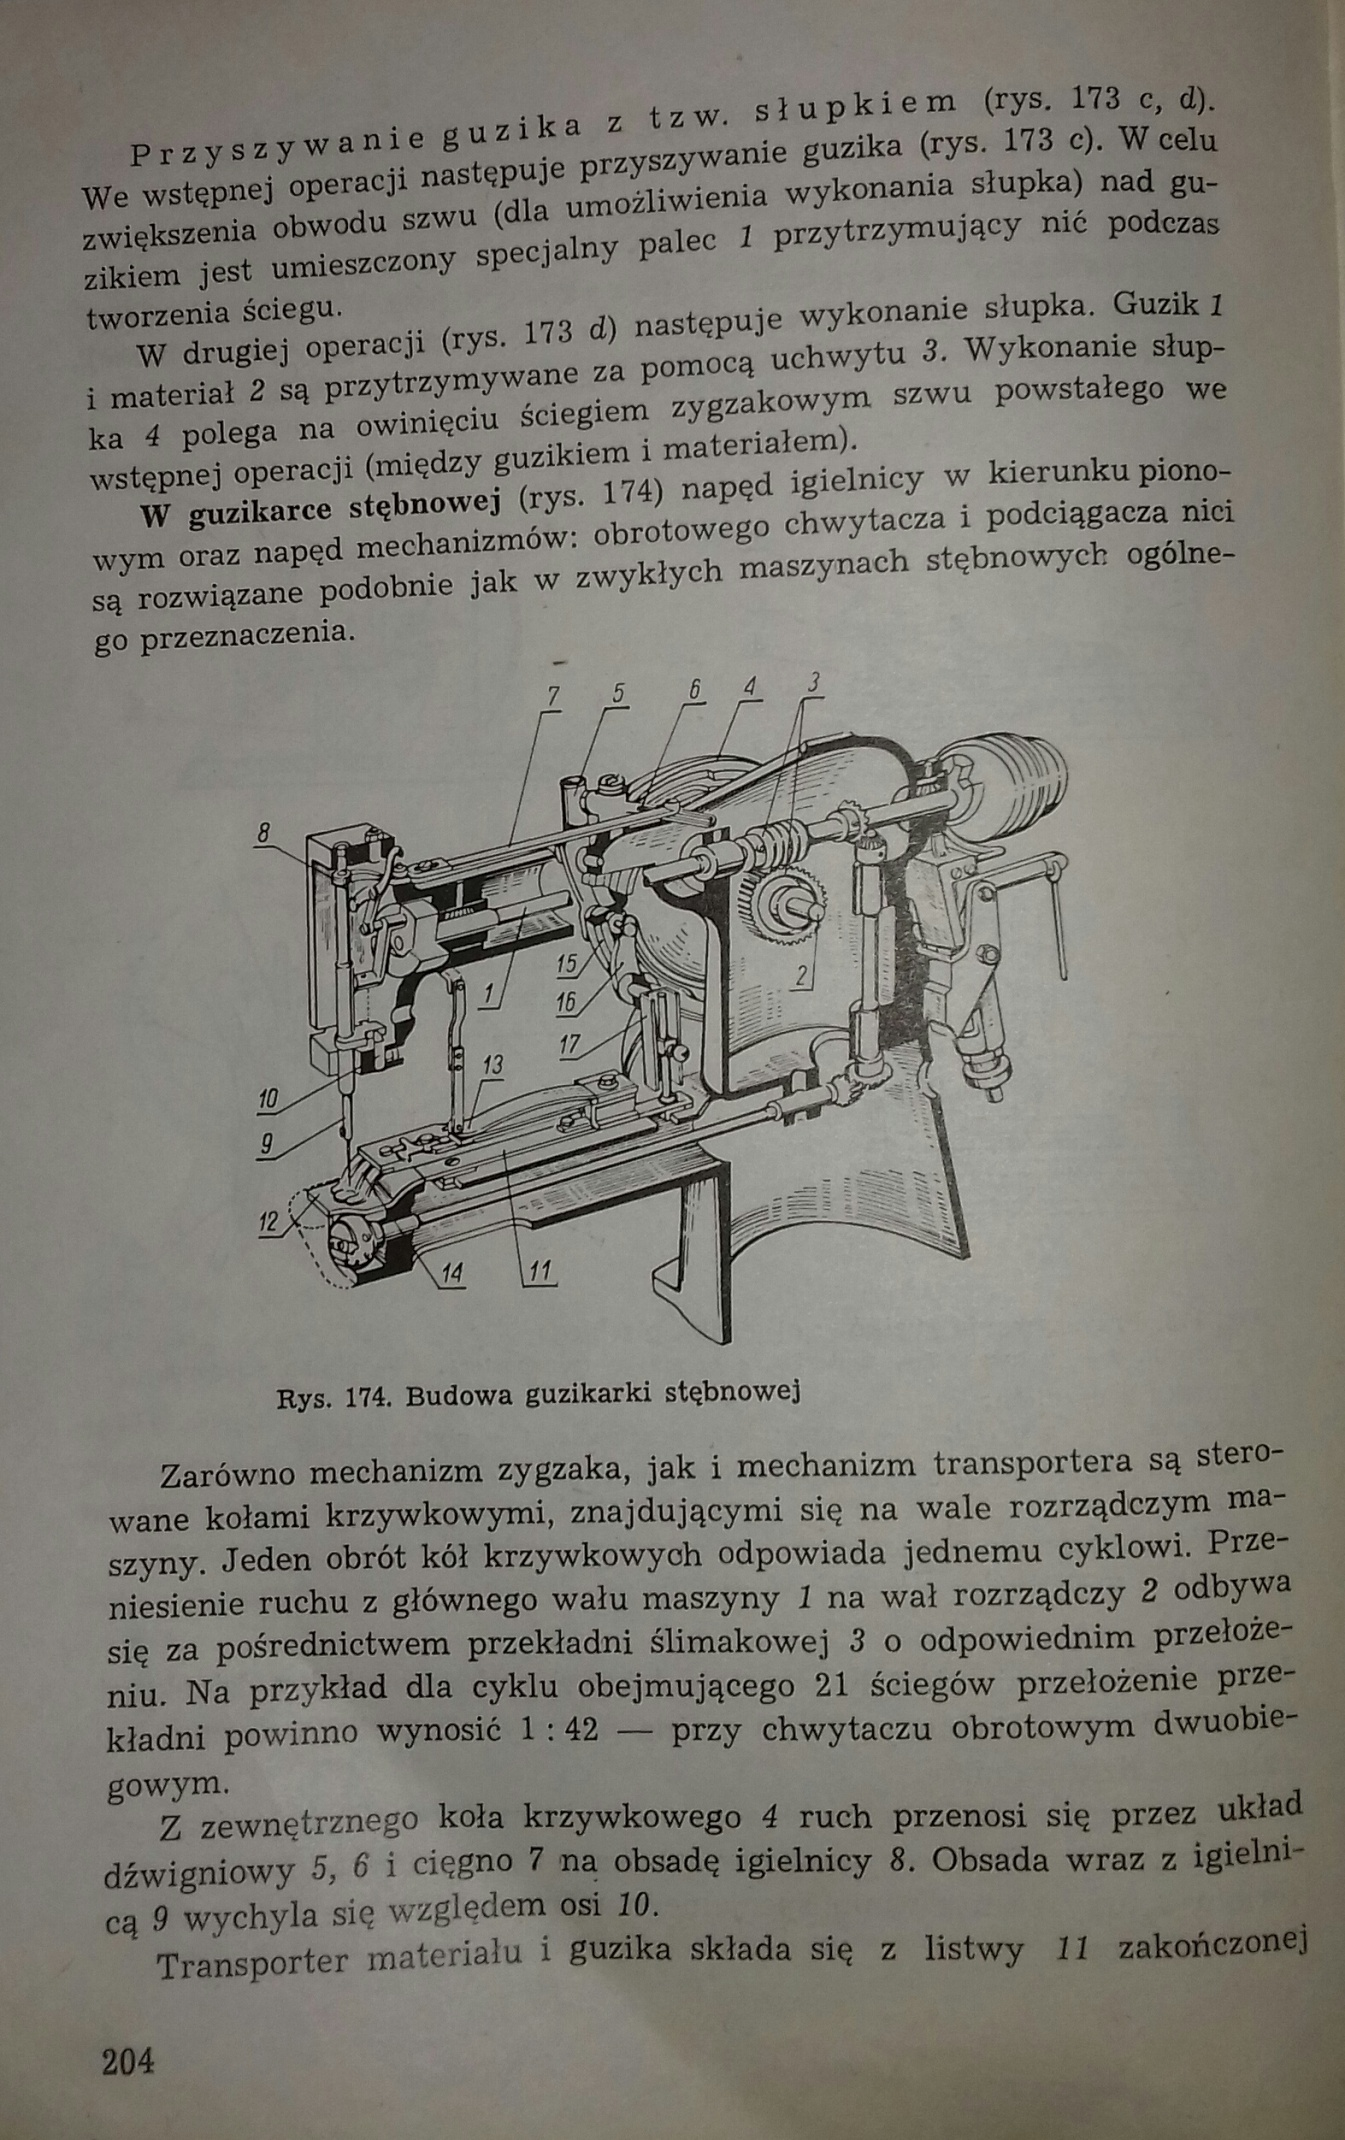 Przyszywanie guzika z tzw. słupkiem (rys. 173 c, d).
We wstępnej operacji następuje przyszywanie guzika (rys. 173 c). W celu
zwiększenia obwodu szwu (dla umożliwienia wykonania słupka) nad gu-
zikiem jest umieszczony specjalny palec 1 przytrzymujący nić podczas
tworzenia ściegu.
W drugiej operacji (rys. 173 d) następuje wykonanie słupka. Guzik 1
i materiał 2 są przytrzymywane za pomocą uchwytu 3. Wykonanie słup-
ka 4 polega na owinięciu ściegiem zygzakowym szwu powstałego we
wstępnej operacji (między guzikiem i materiałem).
W guzikarce stębnowej (rys. 174) napęd igielnicy w kierunku piono-
wym oraz napęd mechanizmów: obrotowego chwytacza i podciągacza nici
są rozwiązane podobnie jak w zwykłych maszynach stębnowych ogólne-
go przeznaczenia.
7 5 6 4 3
8
15 2
1 16
17
13
10
9
12
14 11
Rys. 174. Budowa guzikarki stębnowej
Zarówno mechanizm zygzaka, jak i mechanizm transportera są stero-
wane kołami krzywkowymi, znajdującymi się na wale rozrządczym ma-
szyny. Jeden obrót kół krzywkowych odpowiada jednemu cyklowi. Prze-
niesienie ruchu z głównego wału maszyny 1 na wał rozrządczy 2 odbywa
się za pośrednictwem przekładni ślimakowej 3 o odpowiednim przełoże-
niu. Na przykład dla cyklu obejmującego 21 ściegów przełożenie prze-
kładni powinno wynosić 1 : 42 — przy chwytaczu obrotowym dwuobie-
gowym.
Z zewnętrznego koła krzywkowego 4 ruch przenosi się przez układ
dźwigniowy 5, 6 i cięgno 7 na obsadę igielnicy 8. Obsada wraz z igielni-
cą 9 wychyla się względem osi 10.
Transporter materiału i guzika składa się z listwy 11 zakończonej
204